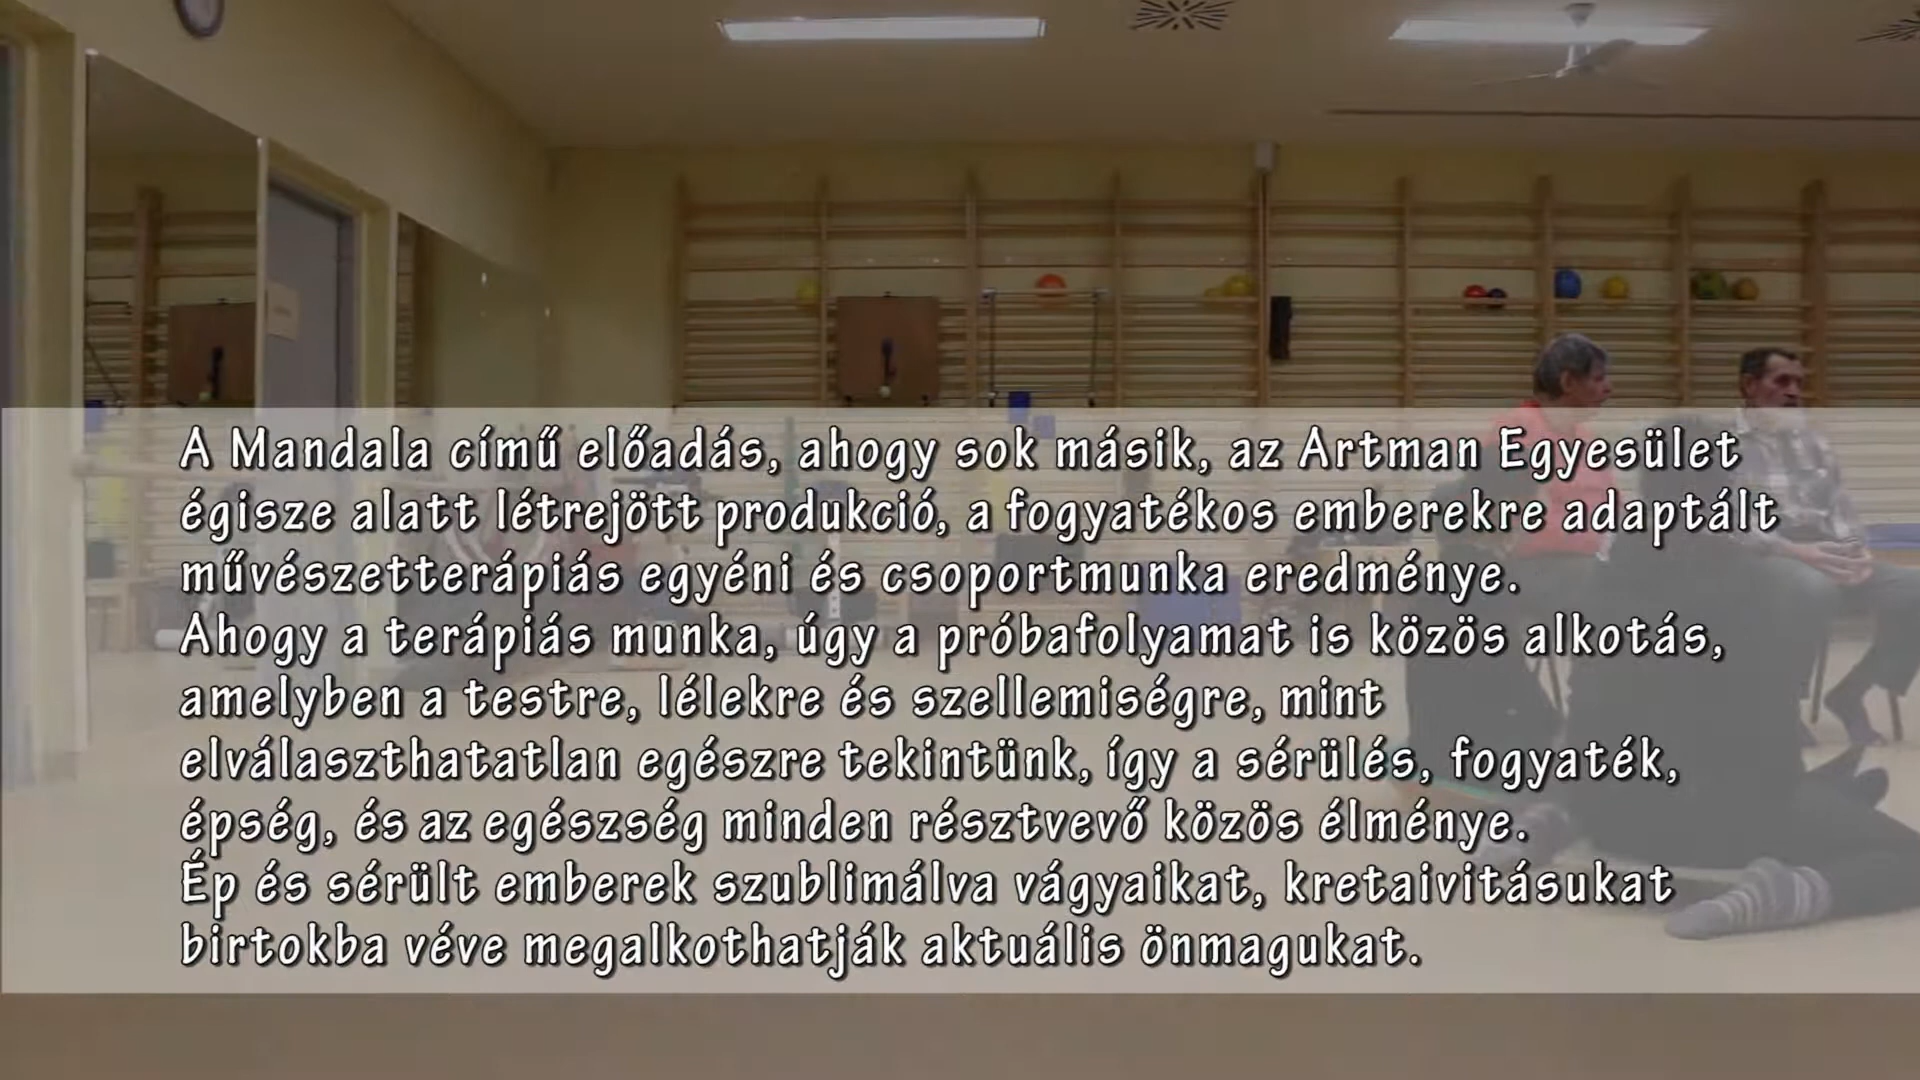 A Mandala című előadás, ahogy sok másik, az Artman Egyesület
égisze alatt létrejött produkció, a fogyatékos emberekre adaptált
művészetterápiás egyéni és csoportmunka eredménye.
Ahogy a terápiás munka, úgy a próbafolyamat is közös alkotás,
amelyben a testre, lélekre és szellemiségre, mint
elválaszthatatlan egészre tekintünk, így a sérülés, fogyaték,
épség, és az egészség minden résztvevő közös élménye.
Ép és sérült emberek szublimálva vágyaikat, kretaivitásukat
birtokba véve megalkothatják aktuális önmagukat.